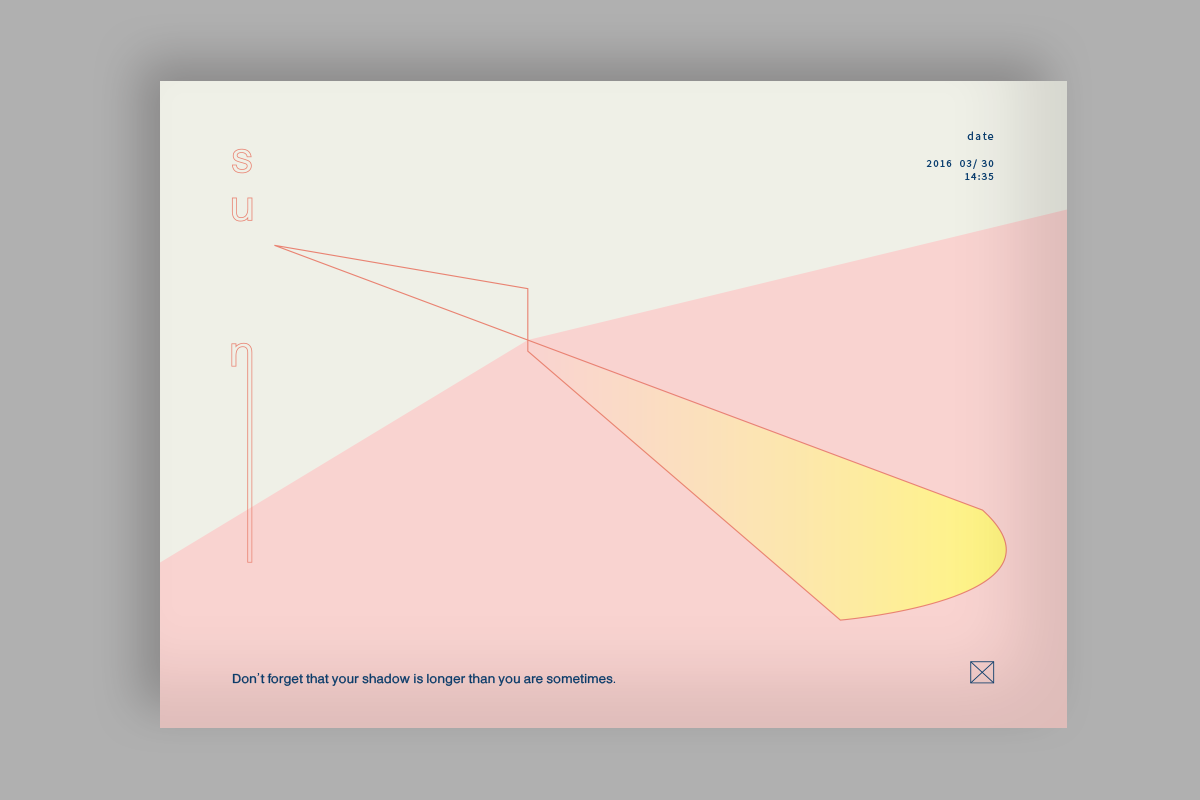 s
u
n
date
2016 03/ 30
14:35
Don't forget that your shadow is longer than you are sometimes.